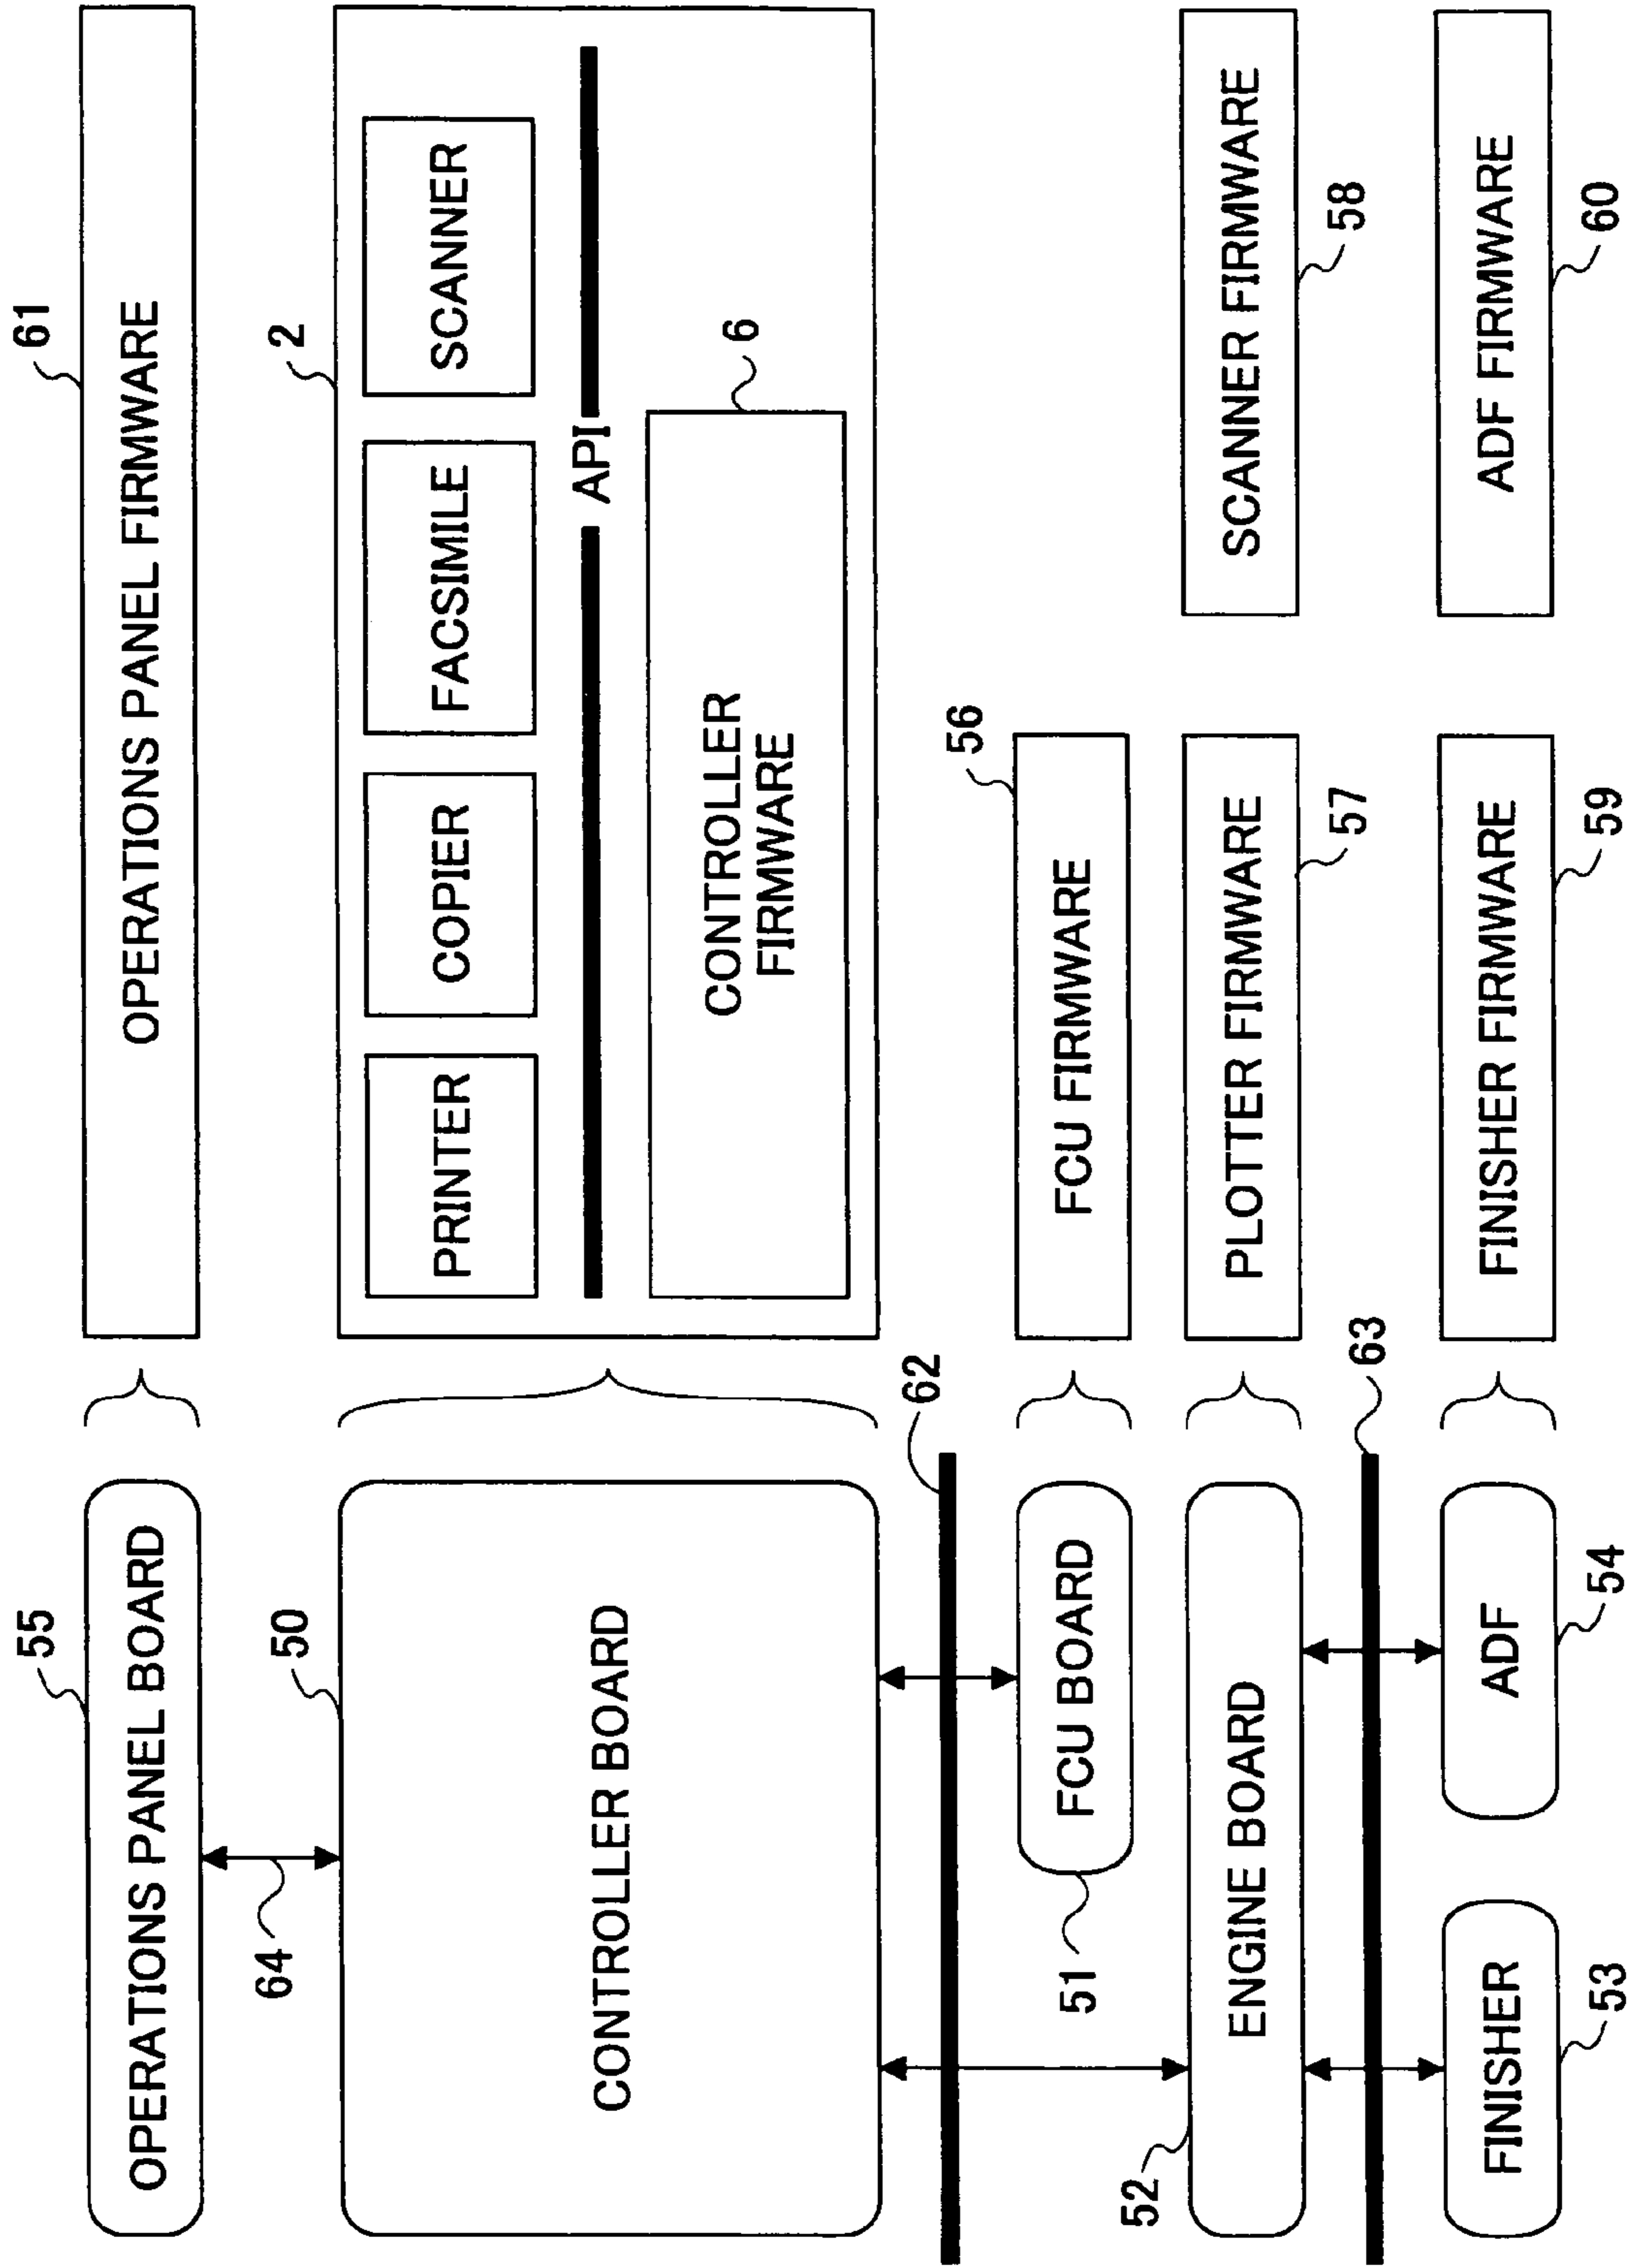 55
61
OPERATIONS PANEL BOARD
OPERATIONS PANEL FIRMWARE
64
50
2
PRINTER
COPIER
FACSIMILE
SCANNER
CONTROLLER BOARD
API
CONTROLLER
FIRMWARE
6
62
56
51
FCU BOARD
FCU FIRMWARE
52
ENGINE BOARD
PLOTTER FIRMWARE
SCANNER FIRMWARE
63
57
58
FINISHER
ADF
FINISHER FIRMWARE
ADF FIRMWARE
53
54
59
60